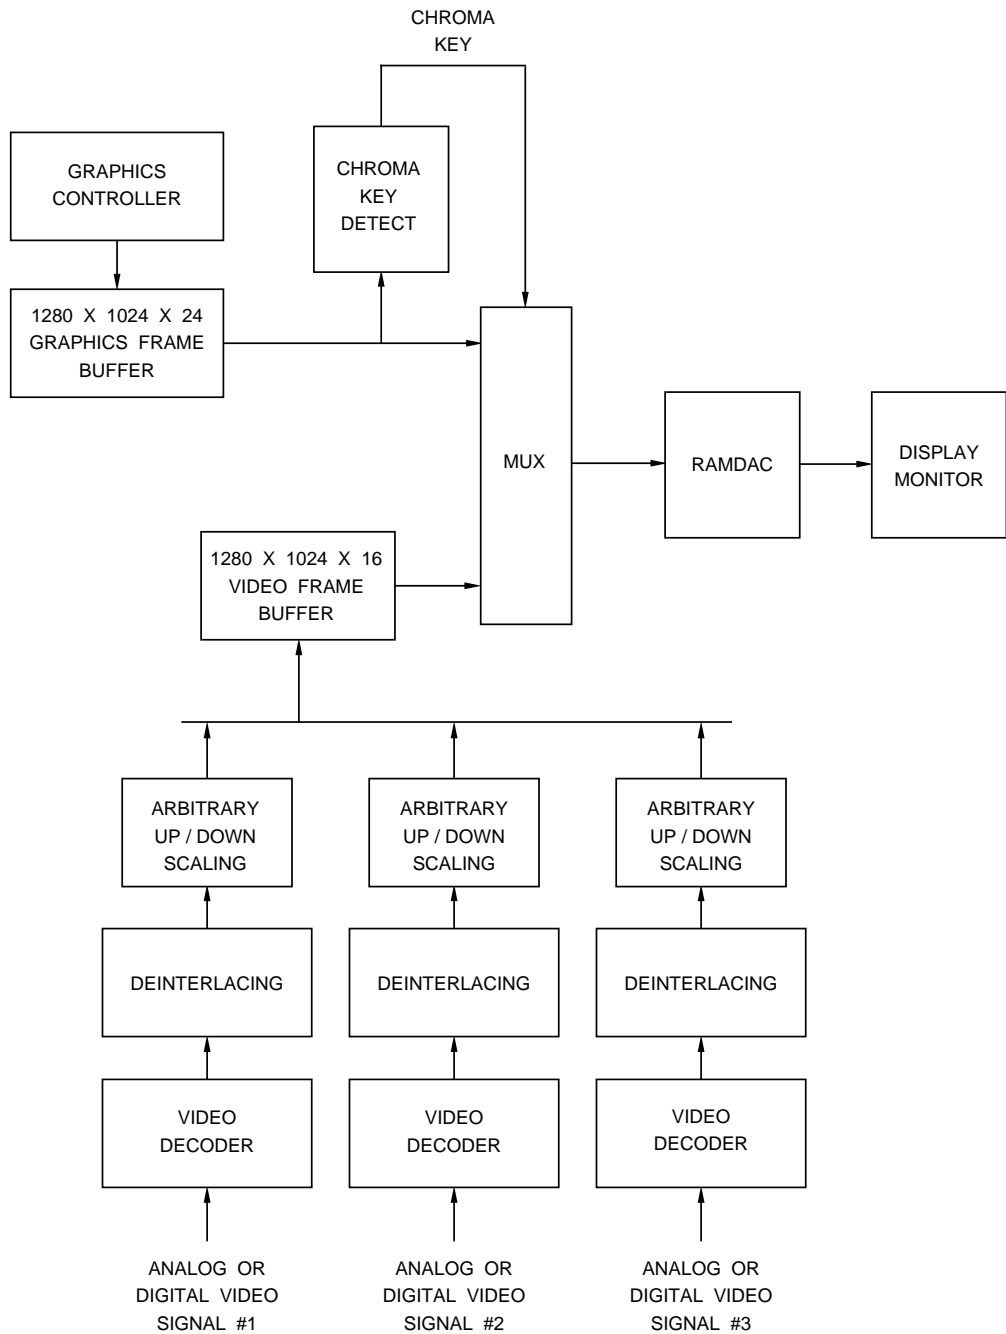 CHROMA
KEY
GRAPHICS
CONTROLLER
CHROMA
KEY
DETECT
1280 X 1024 X 24
GRAPHICS FRAME
BUFFER
MUX
RAMDAC
DISPLAY
MONITOR
1280 X 1024 X 16
VIDEO FRAME
BUFFER
ARBITRARY
UP / DOWN
SCALING
ARBITRARY
UP / DOWN
SCALING
ARBITRARY
UP / DOWN
SCALING
DEINTERLACING
DEINTERLACING
DEINTERLACING
VIDEO
DECODER
VIDEO
DECODER
VIDEO
DECODER
ANALOG OR
DIGITAL VIDEO
SIGNAL #1
ANALOG OR
DIGITAL VIDEO
SIGNAL #2
ANALOG OR
DIGITAL VIDEO
SIGNAL #3